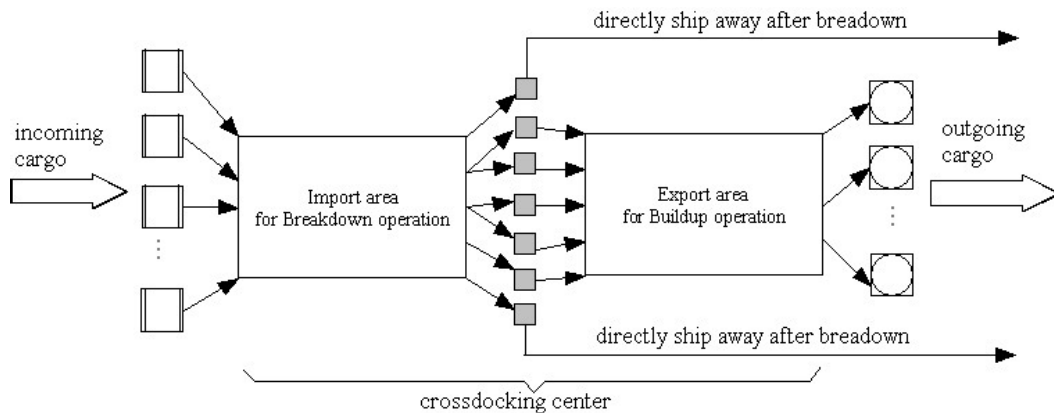 directly ship away after breadown
incoming
cargo
Import area
for Breakdown operation
Export area
for Buildup operation
outgoing
cargo
directly ship away after breadown
crossdocking center